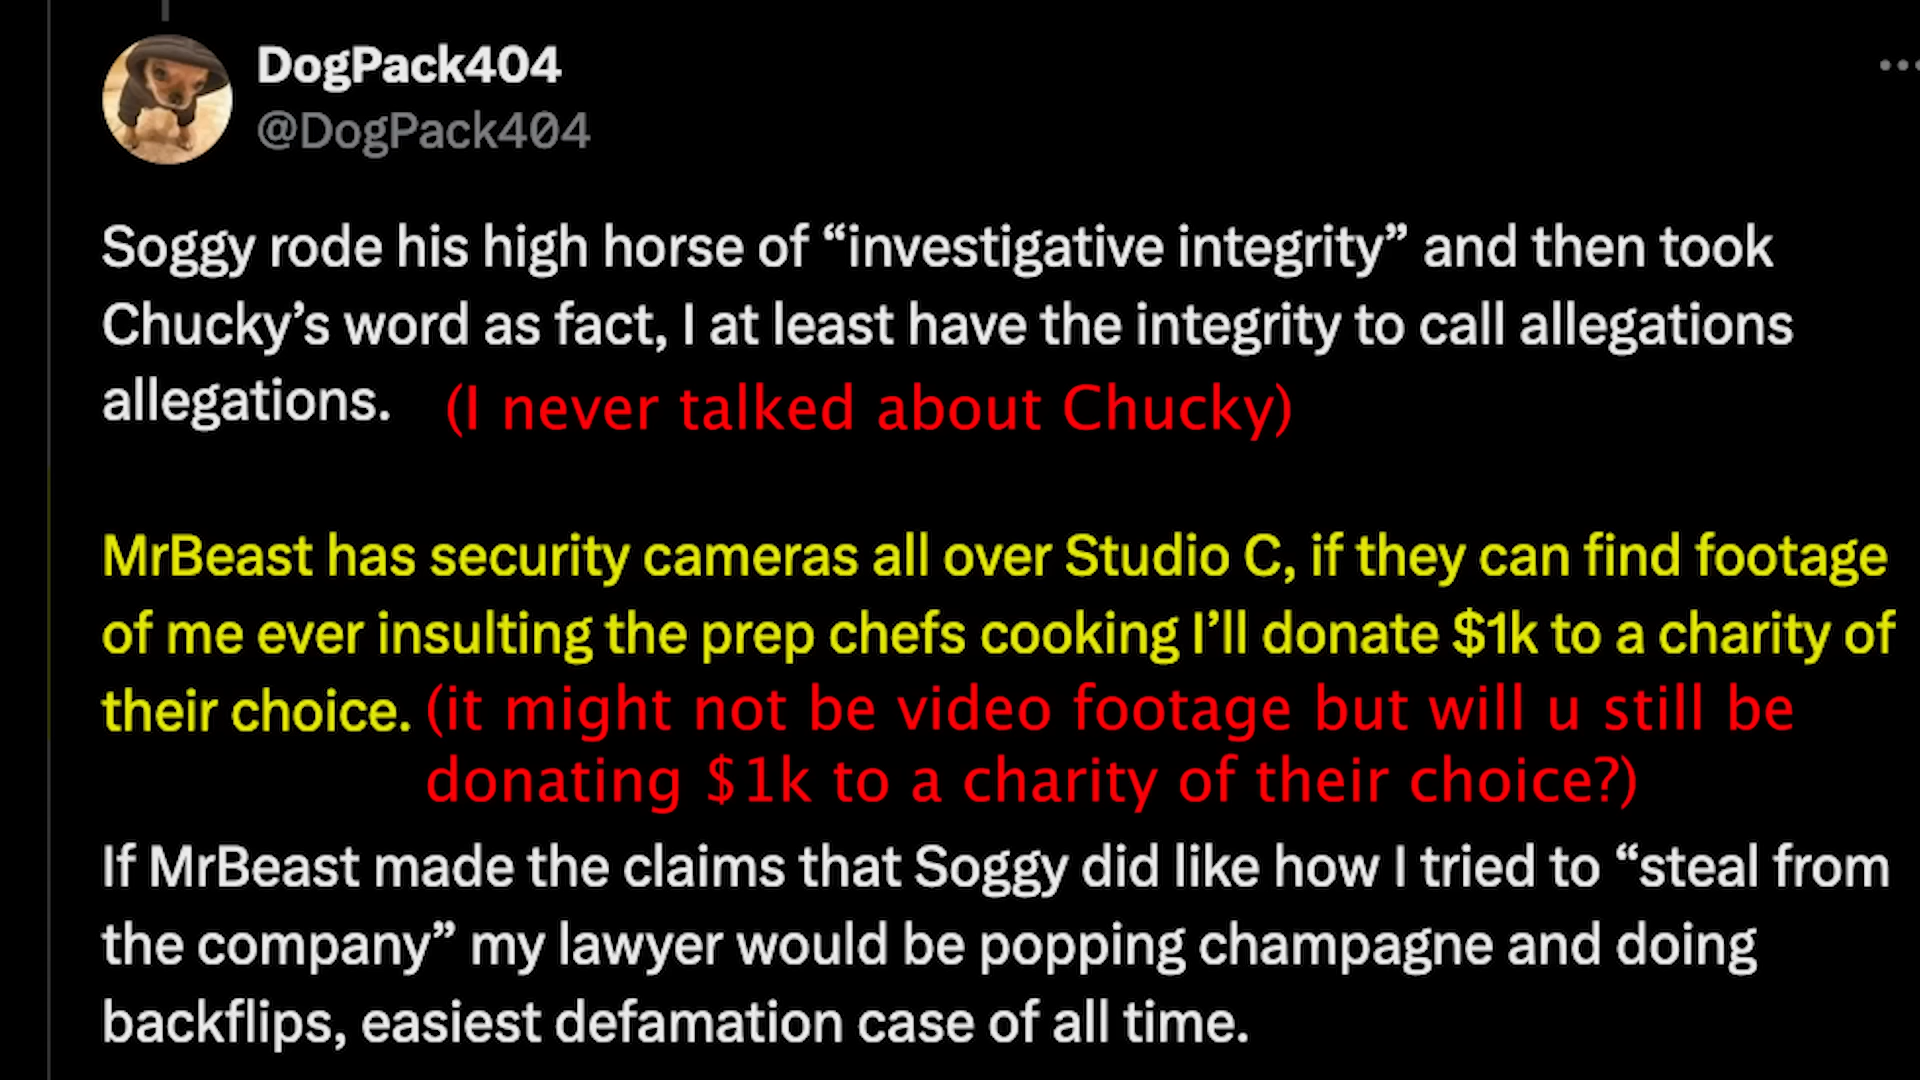 DogPack404
@DogPack404
Soggy rode his high horse of “investigative integrity” and then took
Chucky’s word as fact, I at least have the integrity to call allegations
allegations. (I never talked about Chucky)
MrBeast has security cameras all over Studio C, if they can find footage
of me ever insulting the prep chefs cooking I’ll donate $1k to a charity of
their choice. (it might not be video footage but will u still be
donating $1k to a charity of their choice?)
If MrBeast made the claims that Soggy did like how I tried to “steal from
the company” my lawyer would be popping champagne and doing
backflips, easiest defamation case of all time.